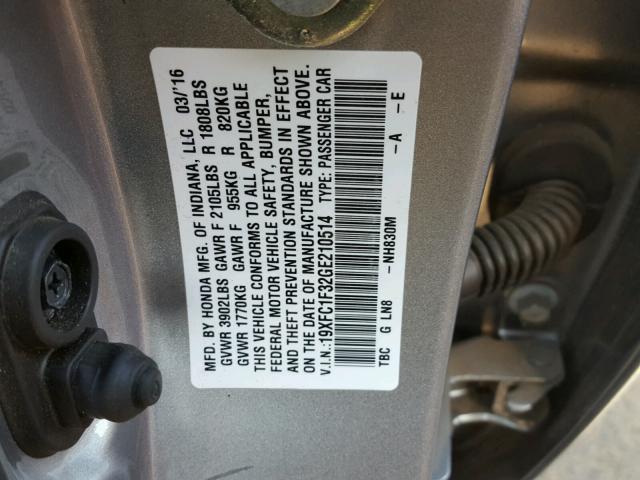 MFD. BY HONDA MFG. OF INDIANA, LLC 03/'16
GVWR 3902LBS GAWR F 2105LBS R 1808LBS
GVWR 1770KG GAWR F 955KG R 820KG
THIS VEHICLE CONFORMS TO ALL APPLICABLE
FEDERAL MOTOR VEHICLE SAFETY, BUMPER,
AND THEFT PREVENTION STANDARDS IN EFFECT
ON THE DATE OF MANUFACTURE SHOWN ABOVE.
V.I.N.: 19XFC1F32GE210514 TYPE: PASSENGER CAR
TBC G LN8 -NH830M -A -E